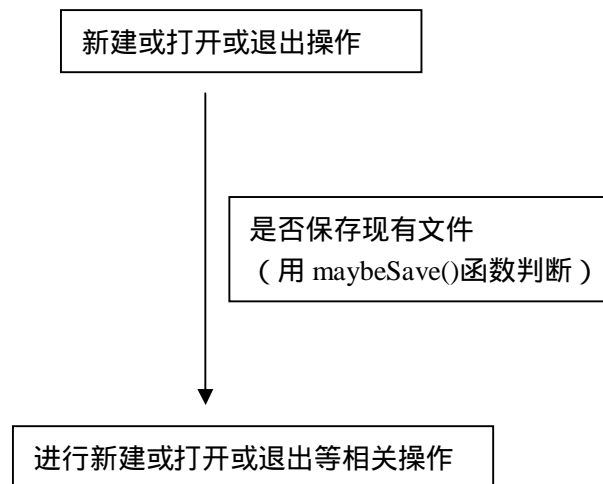 新建或打开或退出操作
是否保存现有文件
（用 maybeSave()函数判断）
进行新建或打开或退出等相关操作